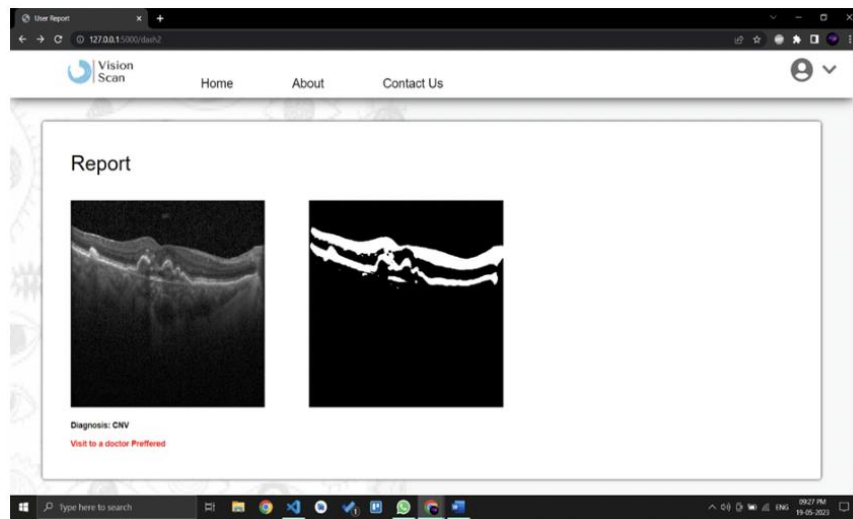 User Report
127.0.0.1:5000/dash2
Vision
Scan
Home
About
Contact Us
Report
Diagnosis: CNV
Visit to a doctor Preffered
Type here to search
ENG
09:27 PM
19-05-2023